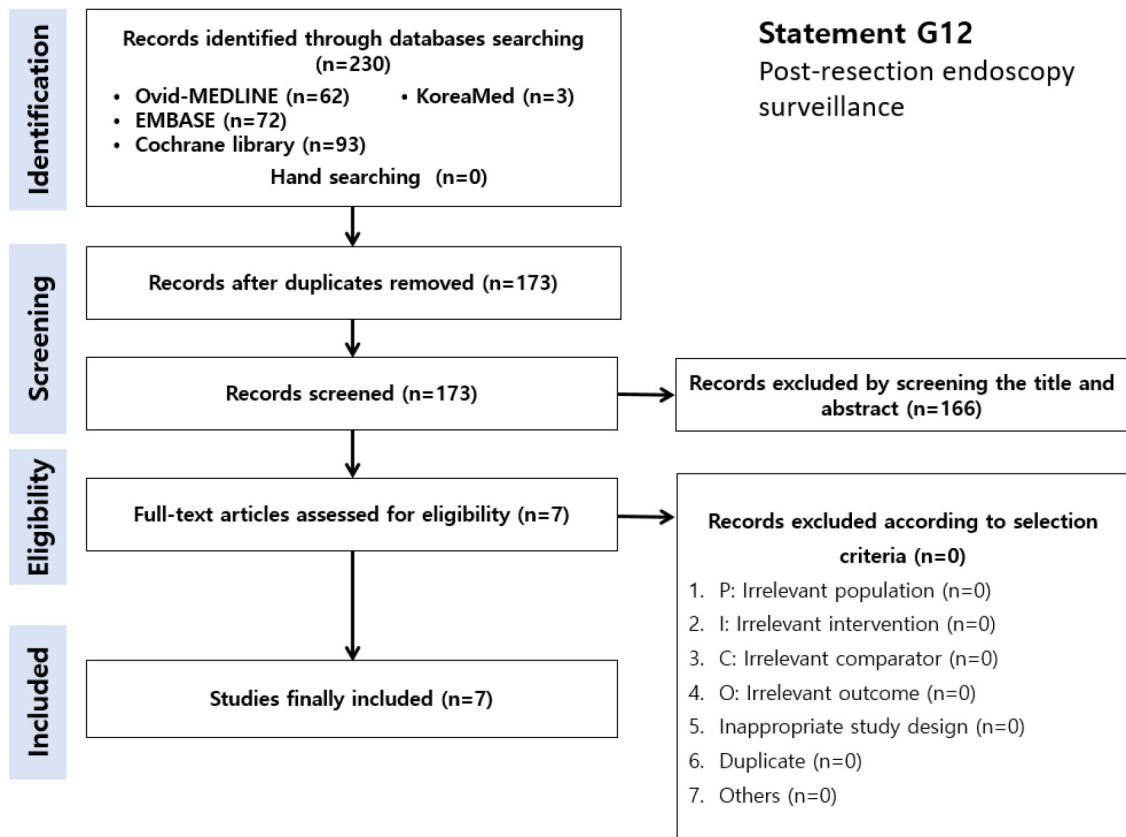 Statement G12
Post-resection endoscopy
surveillance
Identification
Records identified through databases searching
(n=230)
• Ovid-MEDLINE (n=62) • KoreaMed (n=3)
• EMBASE (n=72)
• Cochrane library (n=93)
Hand searching (n=0)
Screening
Records after duplicates removed (n=173)
Records screened (n=173)
Records excluded by screening the title and
abstract (n=166)
Eligibility
Full-text articles assessed for eligibility (n=7)
Records excluded according to selection
criteria (n=0)
1. P: Irrelevant population (n=0)
2. I: Irrelevant intervention (n=0)
3. C: Irrelevant comparator (n=0)
4. O: Irrelevant outcome (n=0)
5. Inappropriate study design (n=0)
6. Duplicate (n=0)
7. Others (n=0)
Included
Studies finally included (n=7)